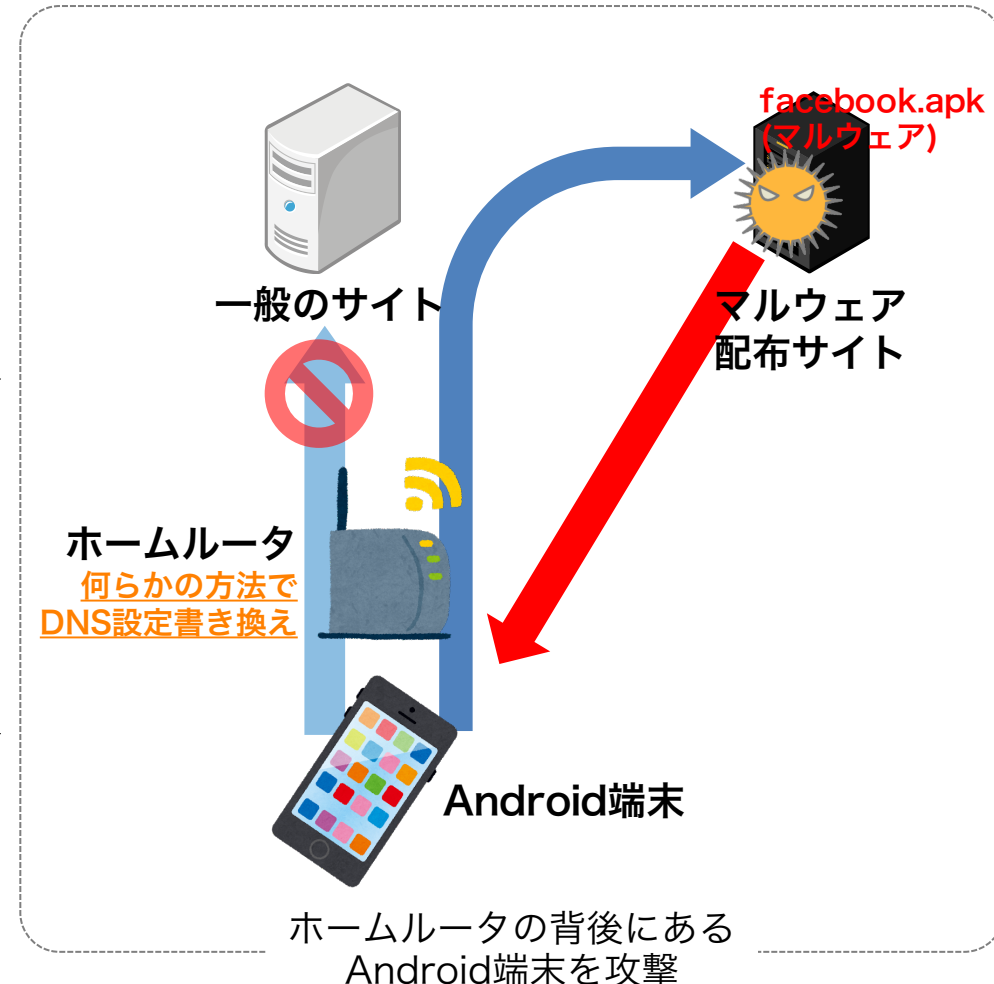 facebook.apk
(マルウェア)
一般のサイト
マルウェア
配布サイト
ホームルータ
何らかの方法で
DNS設定書き換え
Android端末
ホームルータの背後にある
Android端末を攻撃